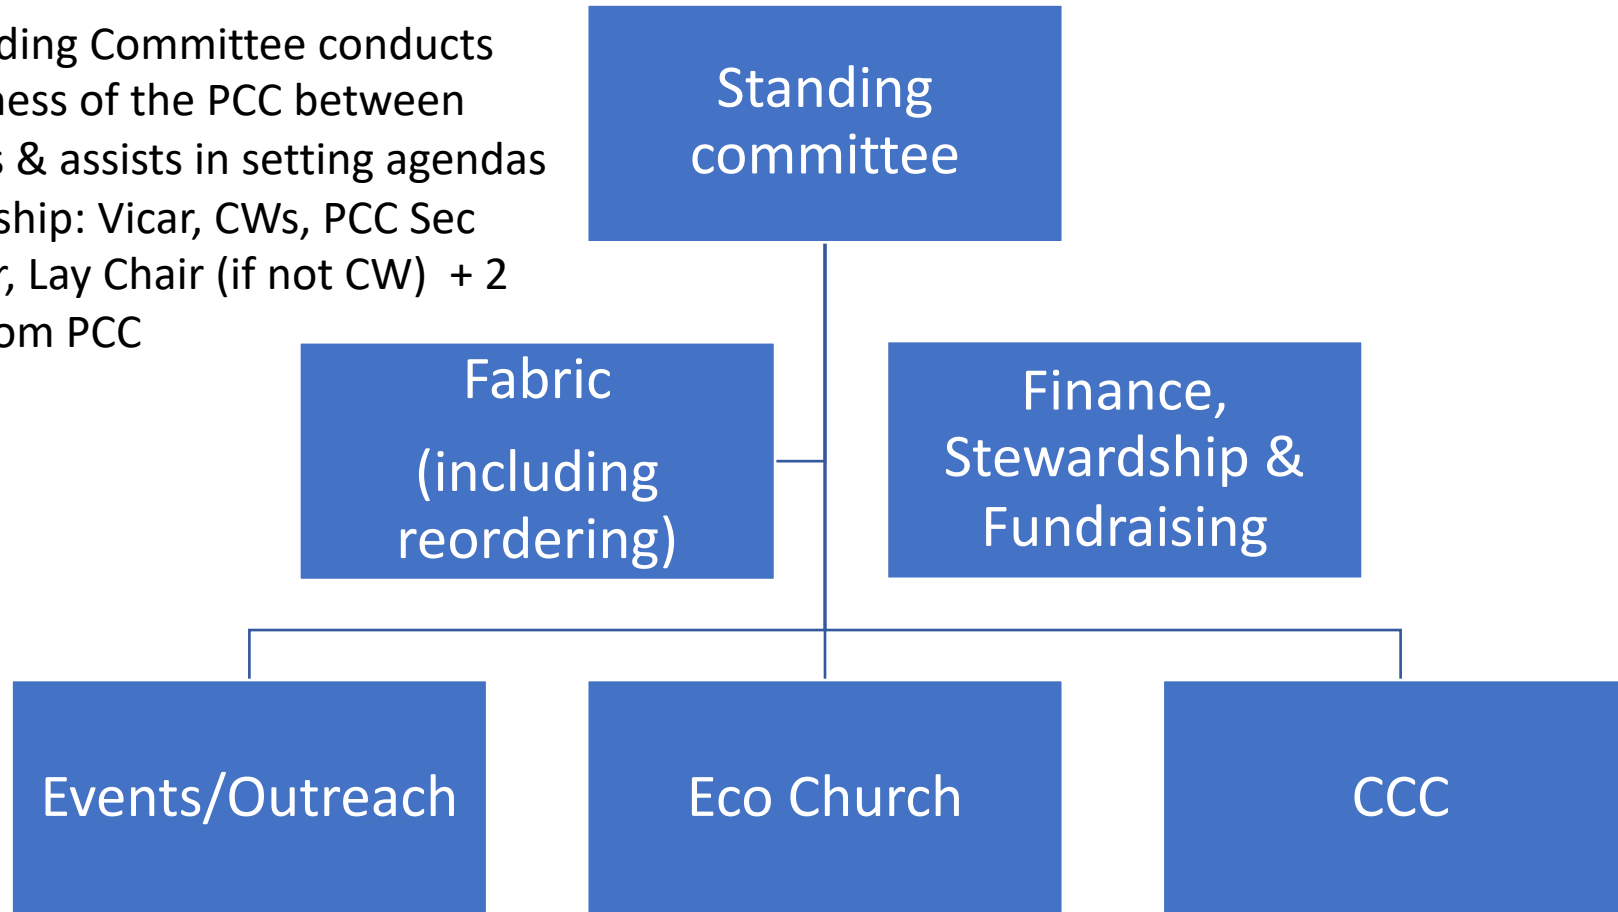 ding Committee conducts
ness of the PCC between
s & assists in setting agendas
ship: Vicar, CWs, PCC Sec
r, Lay Chair (if not CW) + 2
om PCC
Standing
committee
Fabric
(including
reordering)
Finance,
Stewardship &
Fundraising
Events/Outreach
Eco Church
CCC